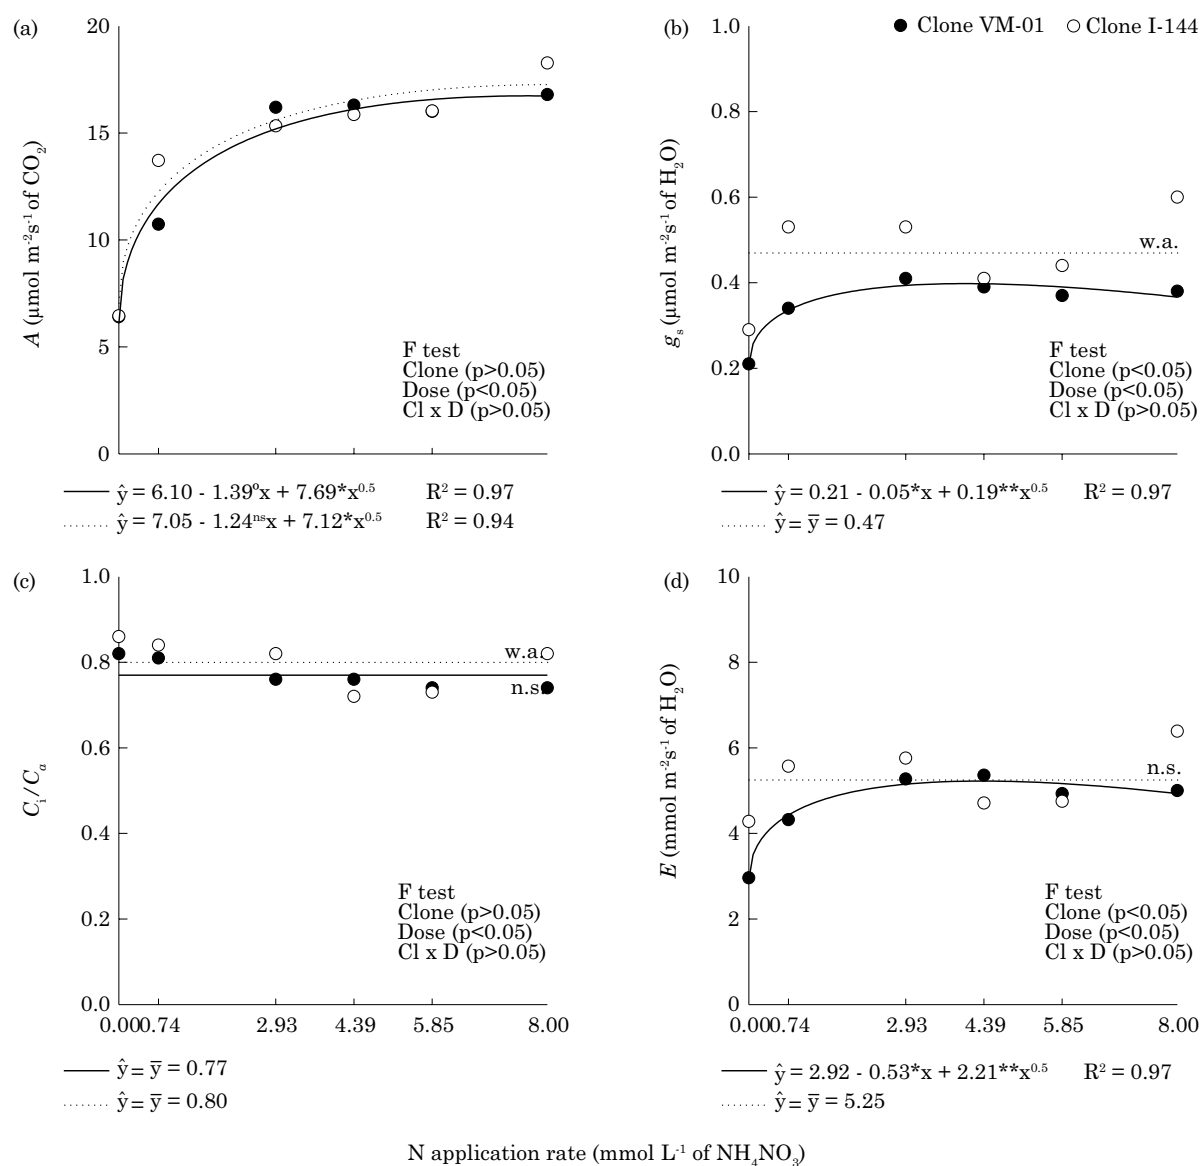 (a)
20
15
10
5
0
A (µmol m⁻²s⁻¹ of CO₂)
F test
Clone (p>0.05)
Dose (p<0.05)
Cl x D (p>0.05)
ŷ = 6.10 - 1.39ºx + 7.69*x⁰·⁵ R² = 0.97
ŷ = 7.05 - 1.24ⁿˢx + 7.12*x⁰·⁵ R² = 0.94
(b)
Clone VM-01 Clone I-144
1.0
0.8
0.6
0.4
0.2
0.0
gₛ (µmol m⁻²s⁻¹ of H₂O)
w.a.
F test
Clone (p<0.05)
Dose (p<0.05)
Cl x D (p>0.05)
ŷ = 0.21 - 0.05*x + 0.19**x⁰·⁵ R² = 0.97
ŷ = ȳ = 0.47
(c)
1.0
0.8
0.6
0.4
0.2
0.0
Cᵢ/Cₐ
w.a.
n.s.
F test
Clone (p>0.05)
Dose (p<0.05)
Cl x D (p>0.05)
0.00 0.74 2.93 4.39 5.85 8.00
ŷ = ȳ = 0.77
ŷ = ȳ = 0.80
(d)
10
8
6
4
2
0
E (mmol m⁻²s⁻¹ of H₂O)
n.s.
F test
Clone (p<0.05)
Dose (p<0.05)
Cl x D (p>0.05)
0.00 0.74 2.93 4.39 5.85 8.00
ŷ = 2.92 - 0.53*x + 2.21**x⁰·⁵ R² = 0.97
ŷ = ȳ = 5.25
N application rate (mmol L⁻¹ of NH₄NO₃)